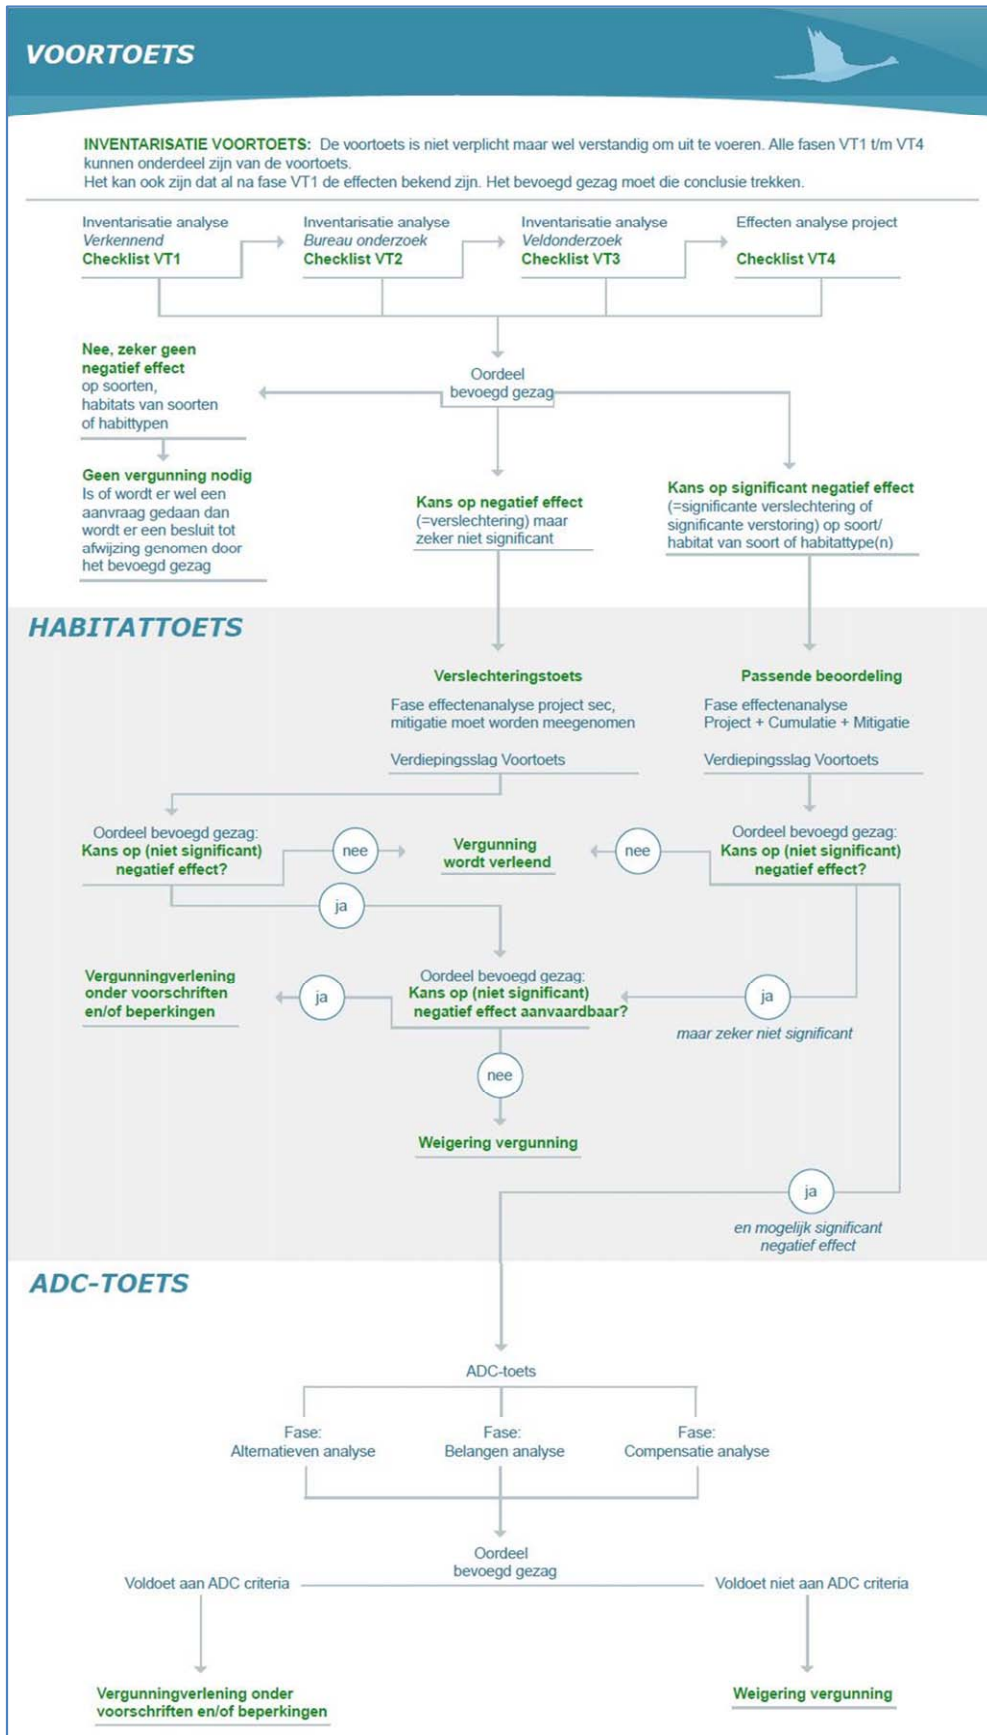 VOORTOETS
INVENTARISATIE VOORTOETS: De voortoets is niet verplicht maar wel verstandig om uit te voeren. Alle fasen VT1 t/m VT4
kunnen onderdeel zijn van de voortoets.
Het kan ook zijn dat al na fase VT1 de effecten bekend zijn. Het bevoegd gezag moet die conclusie trekken.
Inventarisatie analyse
Verkennend
Checklist VT1
Inventarisatie analyse
Bureau onderzoek
Checklist VT2
Inventarisatie analyse
Veldonderzoek
Checklist VT3
Effecten analyse project
Checklist VT4
Oordeel
bevoegd gezag
Nee, zeker geen
negatief effect
op soorten,
habitats van soorten
of habittypen
Geen vergunning nodig
Is of wordt er wel een
aanvraag gedaan dan
wordt er een besluit tot
afwijzing genomen door
het bevoegd gezag
Kans op negatief effect
(=verslechtering) maar
zeker niet significant
Kans op significant negatief effect
(=significante verslechtering of
significante verstoring) op soort/
habitat van soort of habitattype(n)
HABITATTOETS
Verslechteringstoets
Fase effectenanalyse project sec,
mitigatie moet worden meegenomen
Verdiepingsslag Voortoets
Passende beoordeling
Fase effectenanalyse
Project + Cumulatie + Mitigatie
Verdiepingsslag Voortoets
Oordeel bevoegd gezag:
Kans op (niet significant)
negatief effect?
nee
Vergunning
wordt verleend
nee
Oordeel bevoegd gezag:
Kans op (niet significant)
negatief effect?
ja
Vergunningverlening
onder voorschriften
en/of beperkingen
ja
Oordeel bevoegd gezag:
Kans op (niet significant)
negatief effect aanvaardbaar?
ja
maar zeker niet significant
nee
Weigering vergunning
ja
en mogelijk significant
negatief effect
ADC-TOETS
ADC-toets
Fase:
Alternatieven analyse
Fase:
Belangen analyse
Fase:
Compensatie analyse
Oordeel
bevoegd gezag
Voldoet aan ADC criteria
Voldoet niet aan ADC criteria
Vergunningverlening onder
voorschriften en/of beperkingen
Weigering vergunning